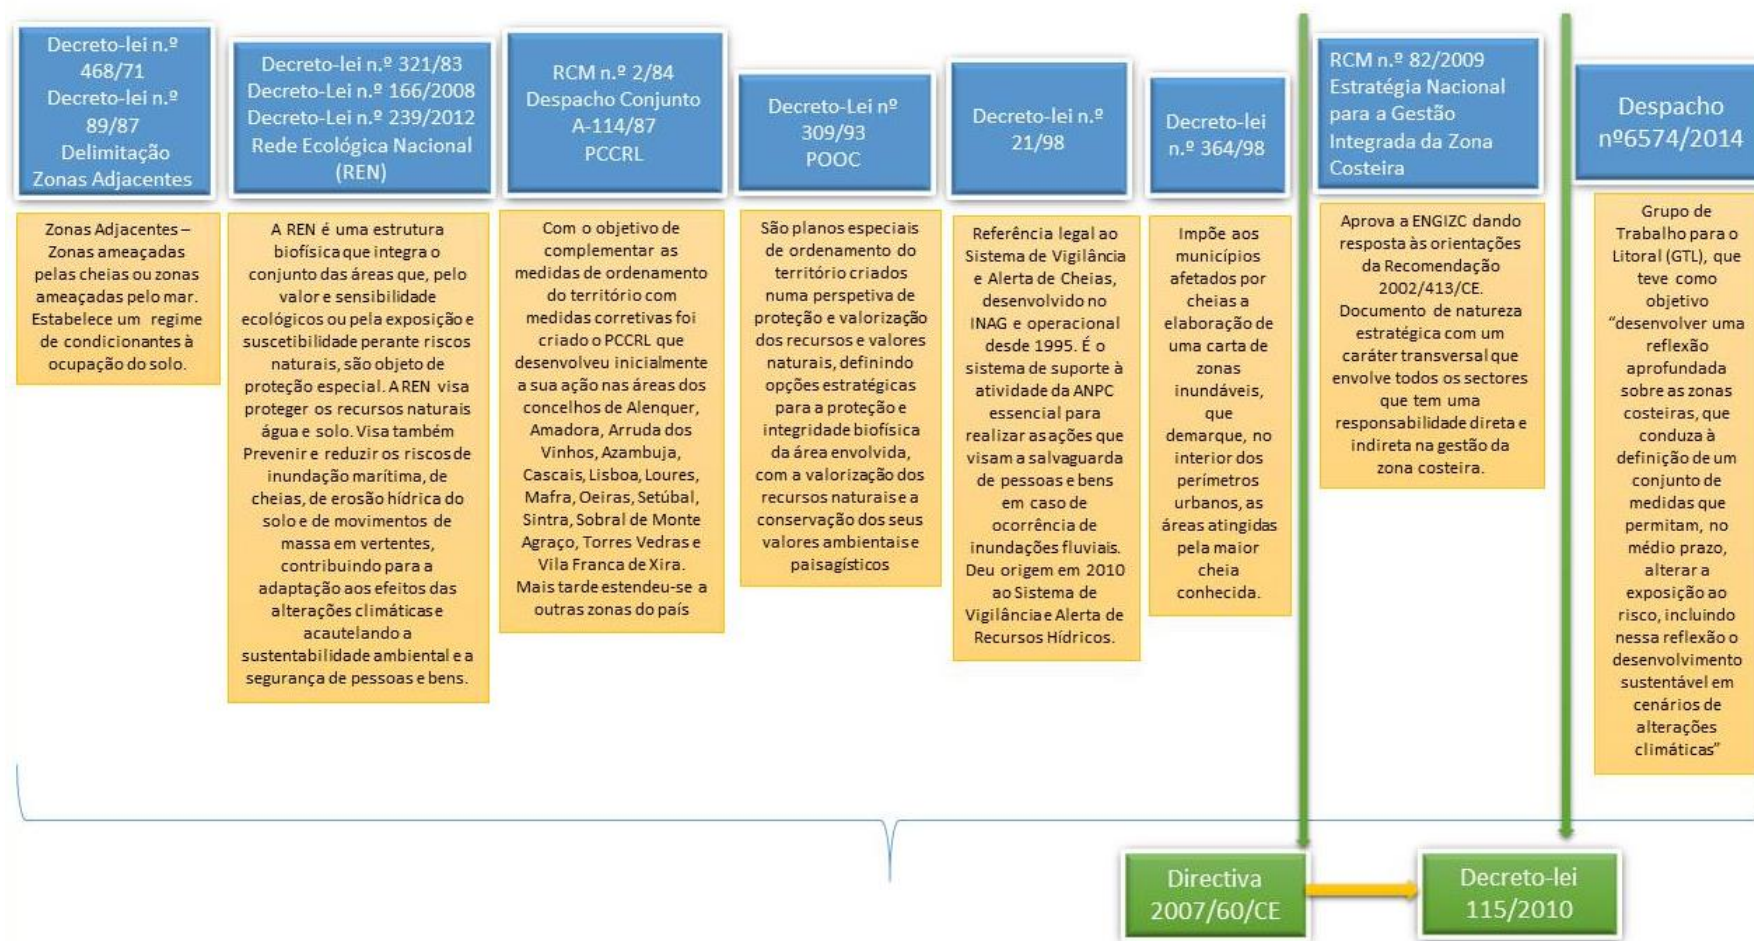 Decreto-lei n.º
468/71
Decreto-lei n.º
89/87
Delimitação
Zonas Adjacentes
Zonas Adjacentes –
Zonas ameaçadas
pelas cheias ou zonas
ameaçadas pelo mar.
Estabelece um regime
de condicionantes à
ocupação do solo.
Decreto-lei n.º 321/83
Decreto-Lei n.º 166/2008
Decreto-Lei n.º 239/2012
Rede Ecológica Nacional
(REN)
A REN é uma estrutura
biofísica que integra o
conjunto das áreas que, pelo
valor e sensibilidade
ecológicos ou pela exposição e
suscetibilidade perante riscos
naturais, são objeto de
proteção especial. A REN visa
proteger os recursos naturais
água e solo. Visa também
Prevenir e reduzir os riscos de
inundação marítima, de
cheias, de erosão hídrica do
solo e de movimentos de
massa em vertentes,
contribuindo para a
adaptação aos efeitos das
alterações climáticas e
acautelando a
sustentabilidade ambiental e a
segurança de pessoas e bens.
RCM n.º 2/84
Despacho Conjunto
A-114/87
PCCRL
Com o objetivo de
complementar as
medidas de ordenamento
do território com
medidas corretivas foi
criado o PCCRL que
desenvolveu inicialmente
a sua ação nas áreas dos
concelhos de Alenquer,
Amadora, Arruda dos
Vinhos, Azambuja,
Cascais, Lisboa, Loures,
Mafra, Oeiras, Setúbal,
Sintra, Sobral de Monte
Agraço, Torres Vedras e
Vila Franca de Xira.
Mais tarde estendeu-se a
outras zonas do país
Decreto-Lei nº
309/93
POOC
São planos especiais
de ordenamento do
território criados
numa perspetiva de
proteção e valorização
dos recursos e valores
naturais, definindo
opções estratégicas
para a proteção e
integridade biofísica
da área envolvida,
com a valorização dos
recursos naturais e a
conservação dos seus
valores ambientais e
paisagísticos
Decreto-lei n.º
21/98
Referência legal ao
Sistema de Vigilância
e Alerta de Cheias,
desenvolvido no
INAG e operacional
desde 1995. É o
sistema de suporte à
atividade da ANPC
essencial para
realizar as ações que
visam a salvaguarda
de pessoas e bens
em caso de
ocorrência de
inundações fluviais.
Deu origem em 2010
ao Sistema de
Vigilância e Alerta de
Recursos Hídricos.
Decreto-lei
n.º 364/98
Impõe aos
municípios
afetados por
cheias a
elaboração de
uma carta de
zonas
inundáveis,
que
demarque, no
interior dos
perímetros
urbanos, as
áreas atingidas
pela maior
cheia
conhecida.
RCM n.º 82/2009
Estratégia Nacional
para a Gestão
Integrada da Zona
Costeira
Aprova a ENGIZC dando
resposta às orientações
da Recomendação
2002/413/CE.
Documento de natureza
estratégica com um
caráter transversal que
envolve todos os sectores
que tem uma
responsabilidade direta e
indireta na gestão da
zona costeira.
Despacho
nº6574/2014
Grupo de
Trabalho para o
Litoral (GTL), que
teve como
objetivo
“desenvolver uma
reflexão
aprofundada
sobre as zonas
costeiras, que
conduza à
definição de um
conjunto de
medidas que
permitam, no
médio prazo,
alterar a
exposição ao
risco, incluindo
nessa reflexão o
desenvolvimento
sustentável em
cenários de
alterações
climáticas”
Directiva
2007/60/CE
Decreto-lei
115/2010